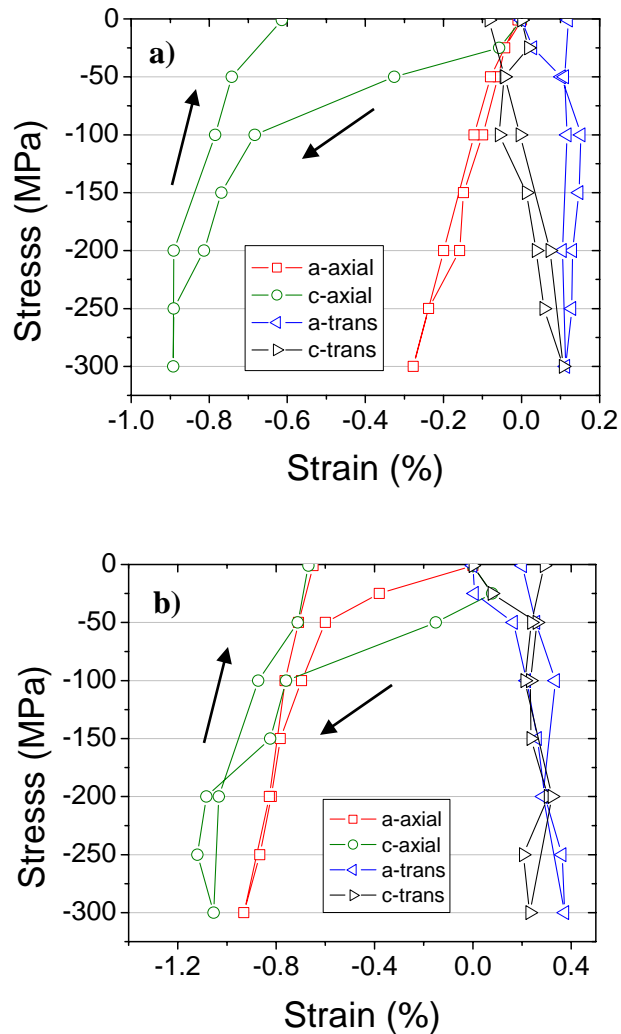 a)
0
-50
-100
-150
-200
-250
-300
Stresss (MPa)
a-axial
c-axial
a-trans
c-trans
-1.0 -0.8 -0.6 -0.4 -0.2 0.0 0.2
Strain (%)
b)
0
-50
-100
-150
-200
-250
-300
Stresss (MPa)
a-axial
c-axial
a-trans
c-trans
-1.2 -0.8 -0.4 0.0 0.4
Strain (%)